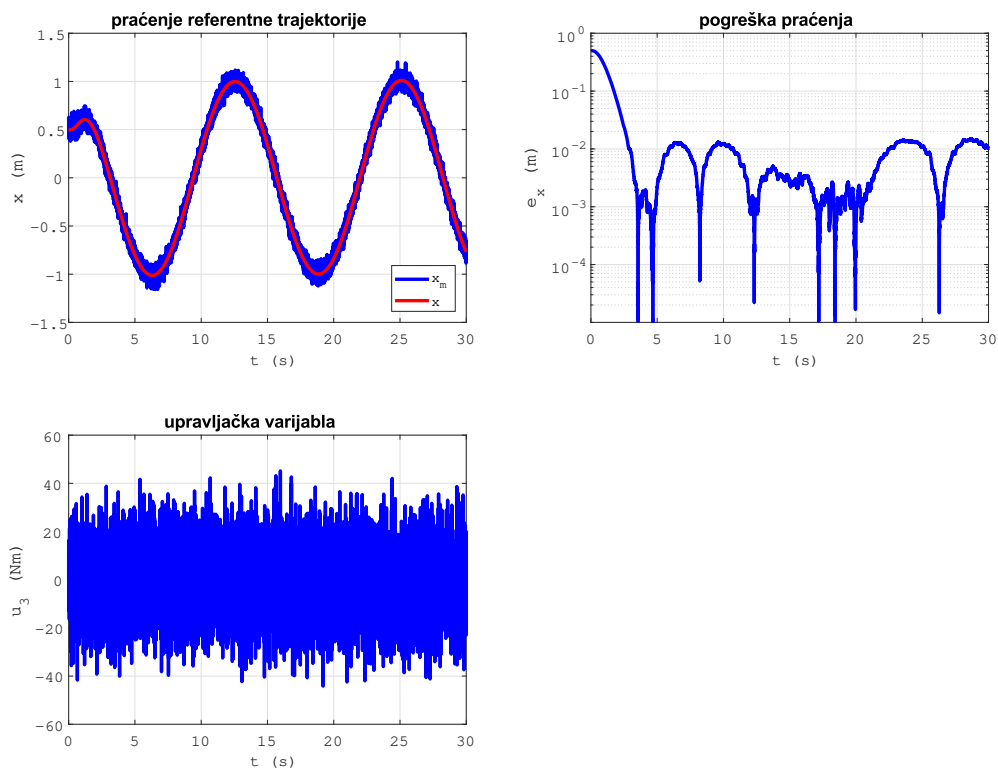 praćenje referentne trajektorije
1.5
1
0.5
0
−0.5
−1
−1.5
x (m)
0 5 10 15 20 25 30
t (s)
x_m
x
pogreška praćenja
10^0
10^−1
10^−2
10^−3
10^−4
e_x (m)
0 5 10 15 20 25 30
t (s)
upravljačka varijabla
60
40
20
0
−20
−40
−60
u_3 (Nm)
0 5 10 15 20 25 30
t (s)